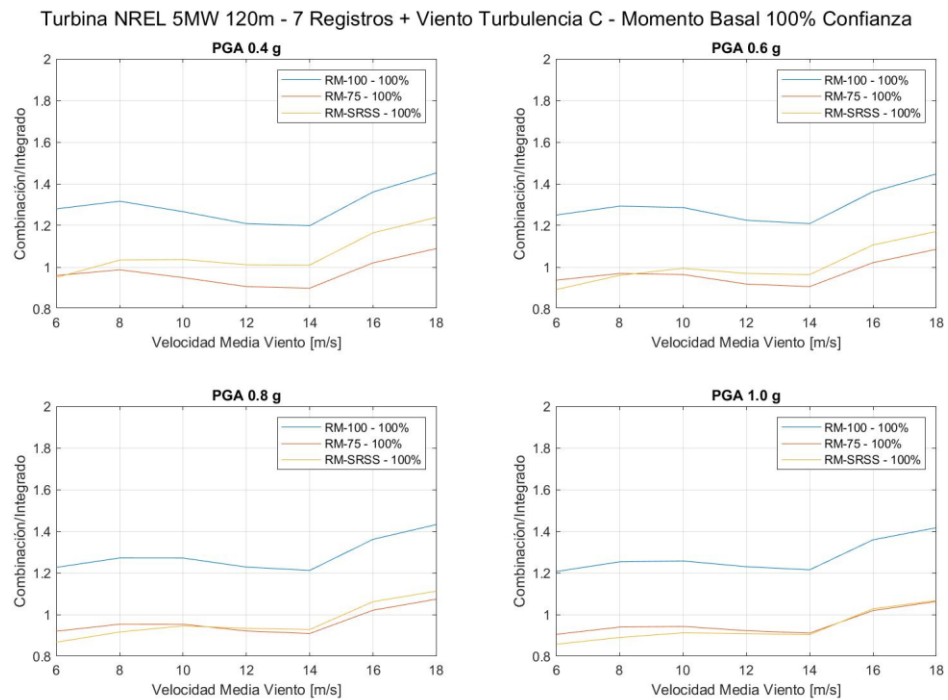 Turbina NREL 5MW 120m - 7 Registros + Viento Turbulencia C - Momento Basal 100% Confianza
PGA 0.4 g
2
1.8
1.6
1.4
1.2
1
0.8
Combinación/Integrado
RM-100 - 100%
RM-75 - 100%
RM-SRSS - 100%
6 8 10 12 14 16 18
Velocidad Media Viento [m/s]
PGA 0.6 g
2
1.8
1.6
1.4
1.2
1
0.8
Combinación/Integrado
RM-100 - 100%
RM-75 - 100%
RM-SRSS - 100%
6 8 10 12 14 16 18
Velocidad Media Viento [m/s]
PGA 0.8 g
2
1.8
1.6
1.4
1.2
1
0.8
Combinación/Integrado
RM-100 - 100%
RM-75 - 100%
RM-SRSS - 100%
6 8 10 12 14 16 18
Velocidad Media Viento [m/s]
PGA 1.0 g
2
1.8
1.6
1.4
1.2
1
0.8
Combinación/Integrado
RM-100 - 100%
RM-75 - 100%
RM-SRSS - 100%
6 8 10 12 14 16 18
Velocidad Media Viento [m/s]